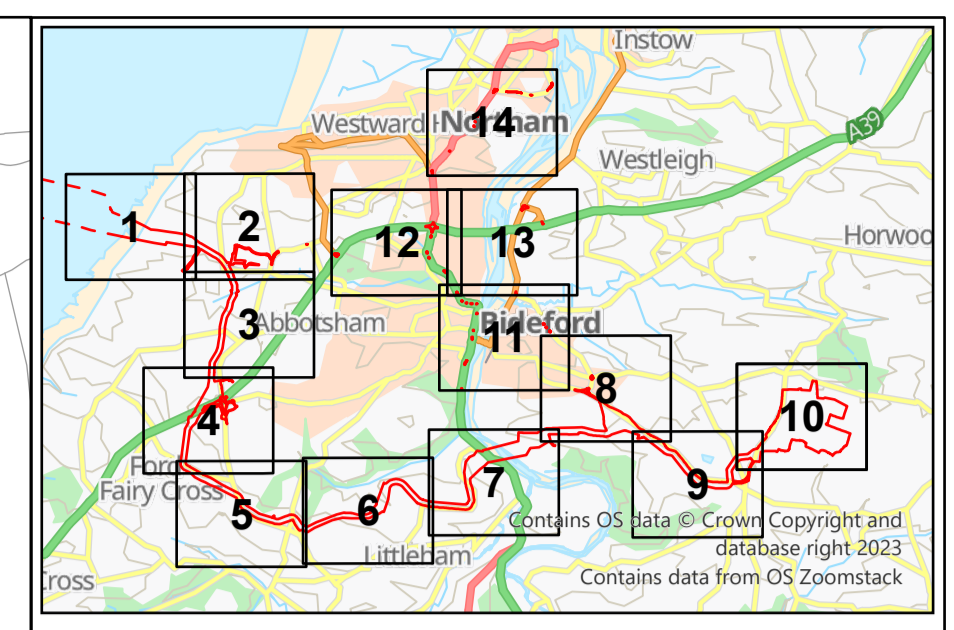 Instow
14
Westward H
Northam
A39
Westleigh
1
2
12
13
Horwoo
3
Abbotsham
Bideford
11
8
4
10
Ford
Fairy Cross
7
9
5
6
Contains OS data © Crown Copyright and
database right 2023
Littleham
Contains data from OS Zoomstack
Cross